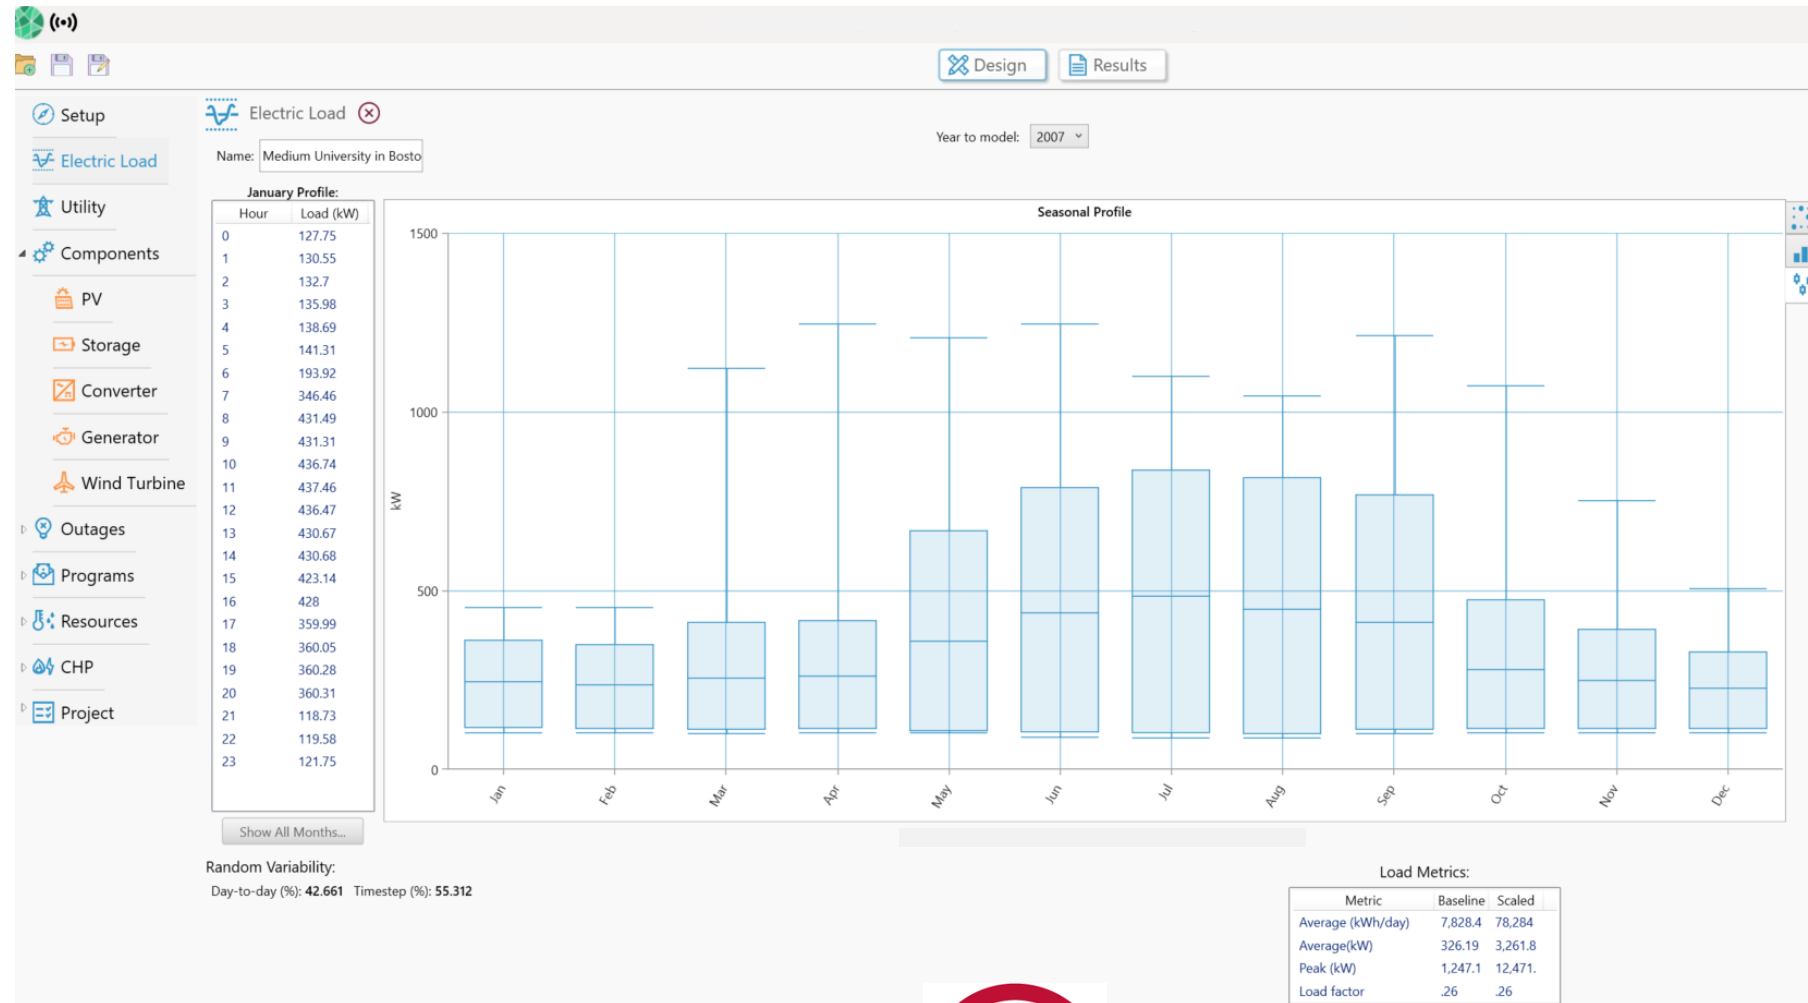 Design
Results
Setup
Electric Load
Utility
Components
PV
Storage
Converter
Generator
Wind Turbine
Outages
Programs
Resources
CHP
Project
Electric Load
Name: Medium University in Bosto
Year to model: 2007
January Profile:
Hour Load (kW)
0 127.75
1 130.55
2 132.7
3 135.98
4 138.69
5 141.31
6 193.92
7 346.46
8 431.49
9 431.31
10 436.74
11 437.46
12 436.47
13 430.67
14 430.68
15 423.14
16 428
17 359.99
18 360.05
19 360.28
20 360.31
21 118.73
22 119.58
23 121.75
Show All Months...
Seasonal Profile
1500
1000
500
0
kW
Jan Feb Mar Apr May Jun Jul Aug Sep Oct Nov Dec
Random Variability:
Day-to-day (%): 42.661 Timestep (%): 55.312
Load Metrics:
Metric Baseline Scaled
Average (kWh/day) 7,828.4 78,284
Average(kW) 326.19 3,261.8
Peak (kW) 1,247.1 12,471.
Load factor .26 .26